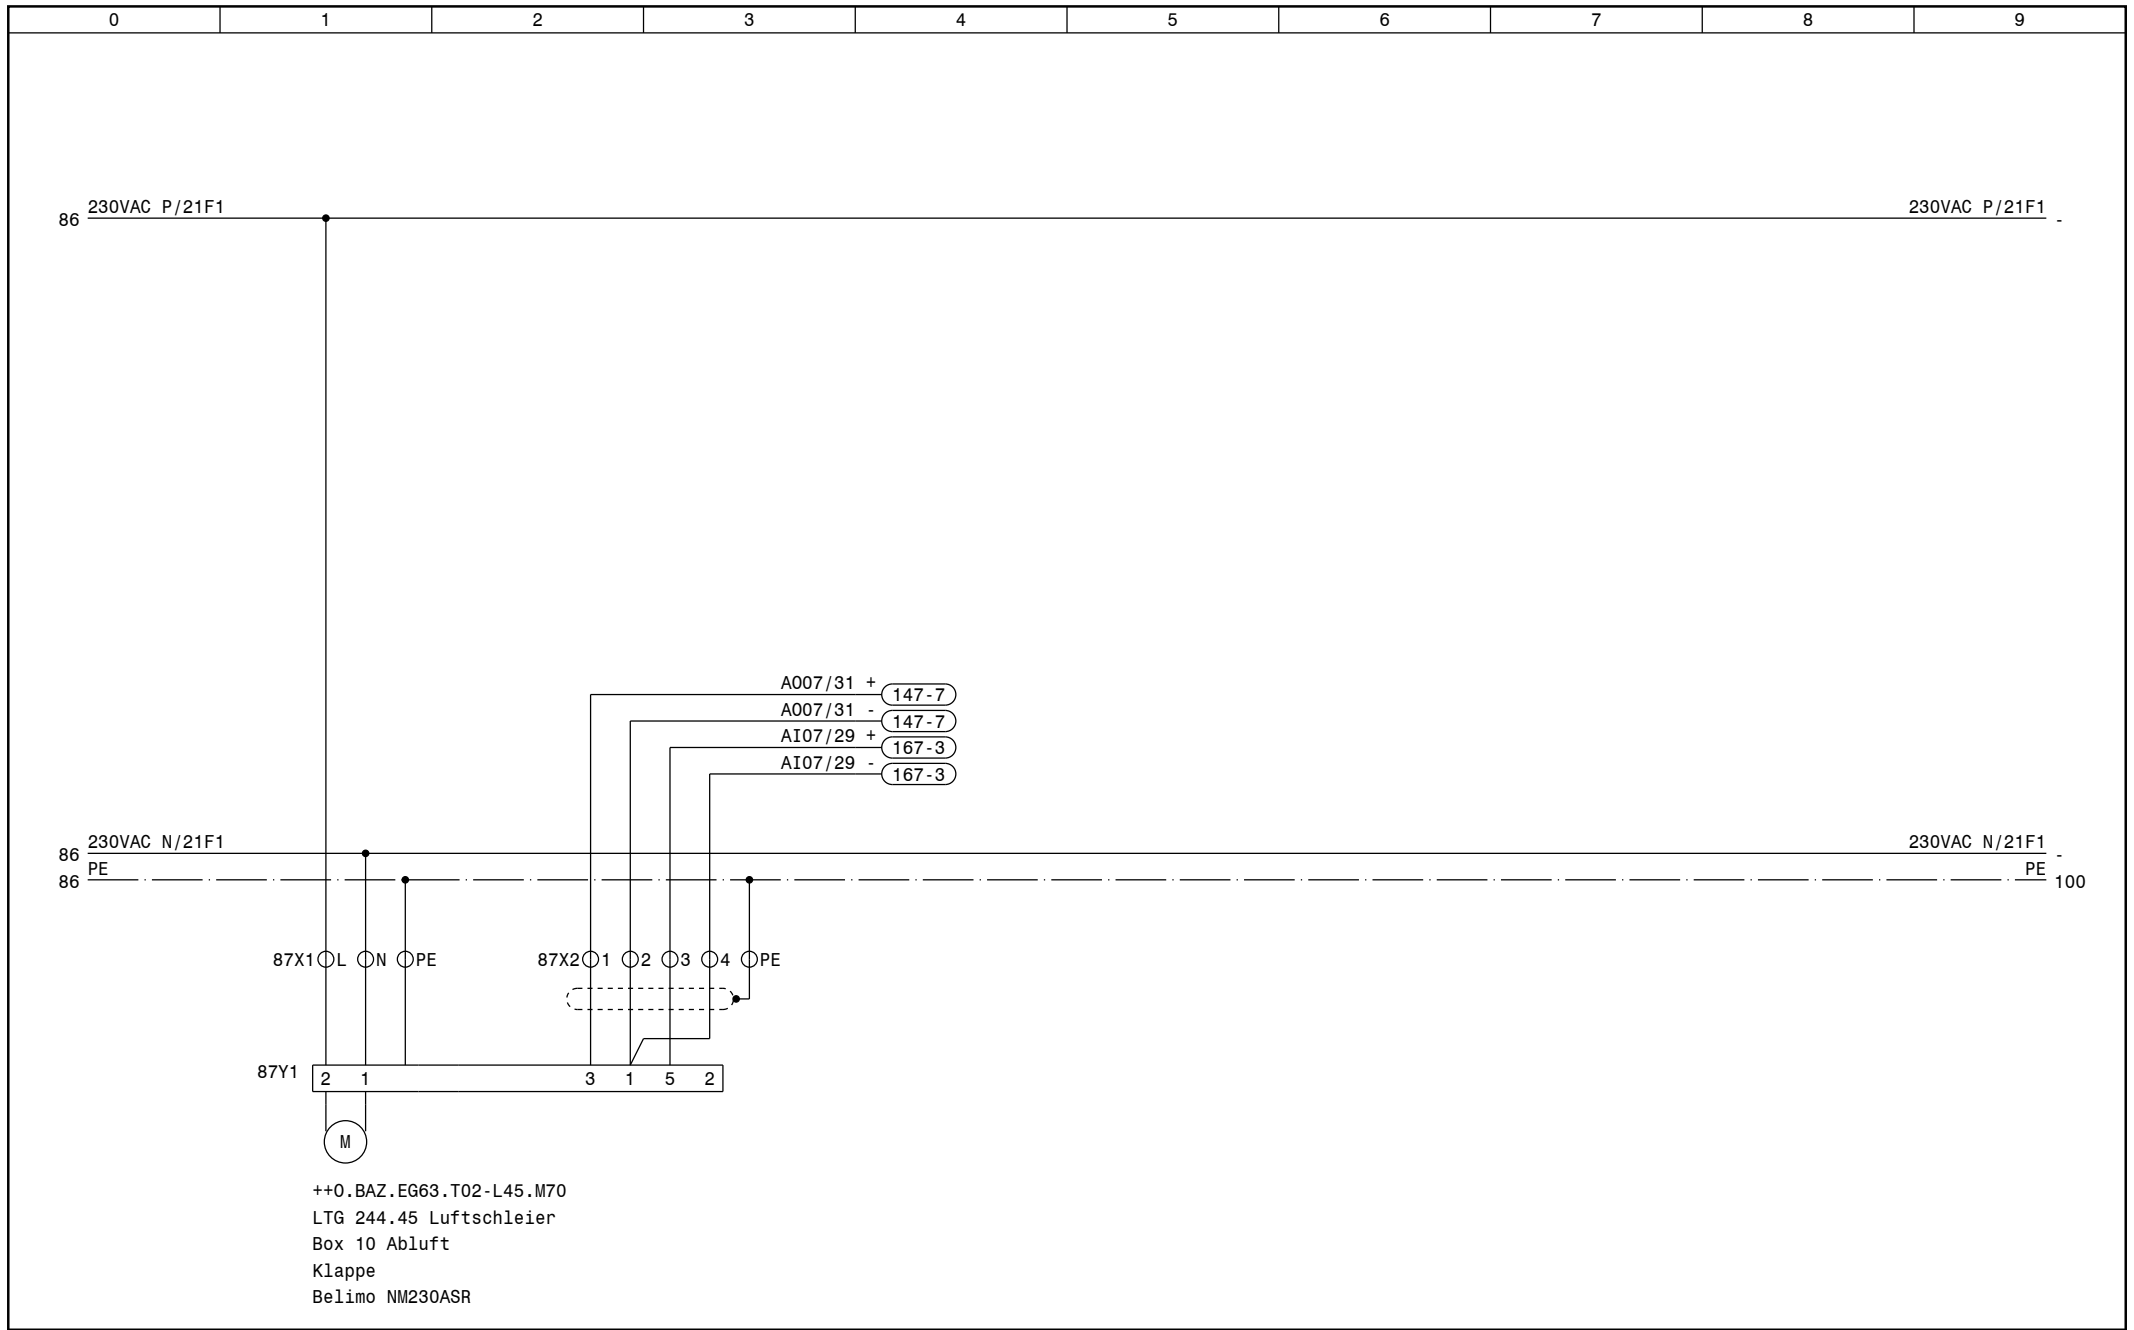 0 1 2 3 4 5 6 7 8 9
230VAC P/21F1 230VAC P/21F1
86 -
AO07/31 +
147-7
AO07/31 -
147-7
AI07/29 +
167-3
AI07/29 -
167-3
230VAC N/21F1 230VAC N/21F1
86 -
PE PE
86 100
87X1 L N PE 87X2 1 2 3 4 PE
87Y1 2 1 3 1 5 2
M
++O.BAZ.EG63.T02-L45.M70
LTG 244.45 Luftschleier
Box 10 Abluft
Klappe
Belimo NM230ASR